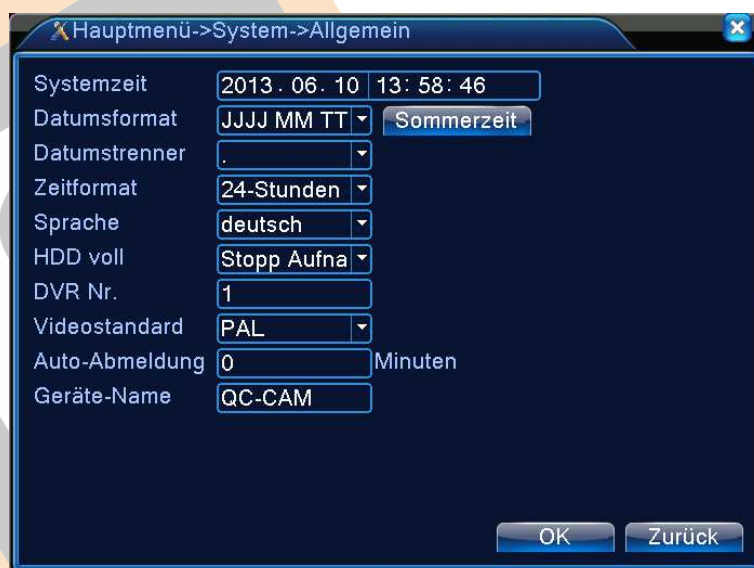 Hauptmenü->System->Allgemein
Systemzeit 2013. 06. 10 13: 58: 46
Datumsformat JJJJ MM TT Sommerzeit
Datumstrenner .
Zeitformat 24-Stunden
Sprache deutsch
HDD voll Stopp Aufna
DVR Nr. 1
Videostandard PAL
Auto-Abmeldung 0 Minuten
Geräte-Name QC-CAM
OK Zurück